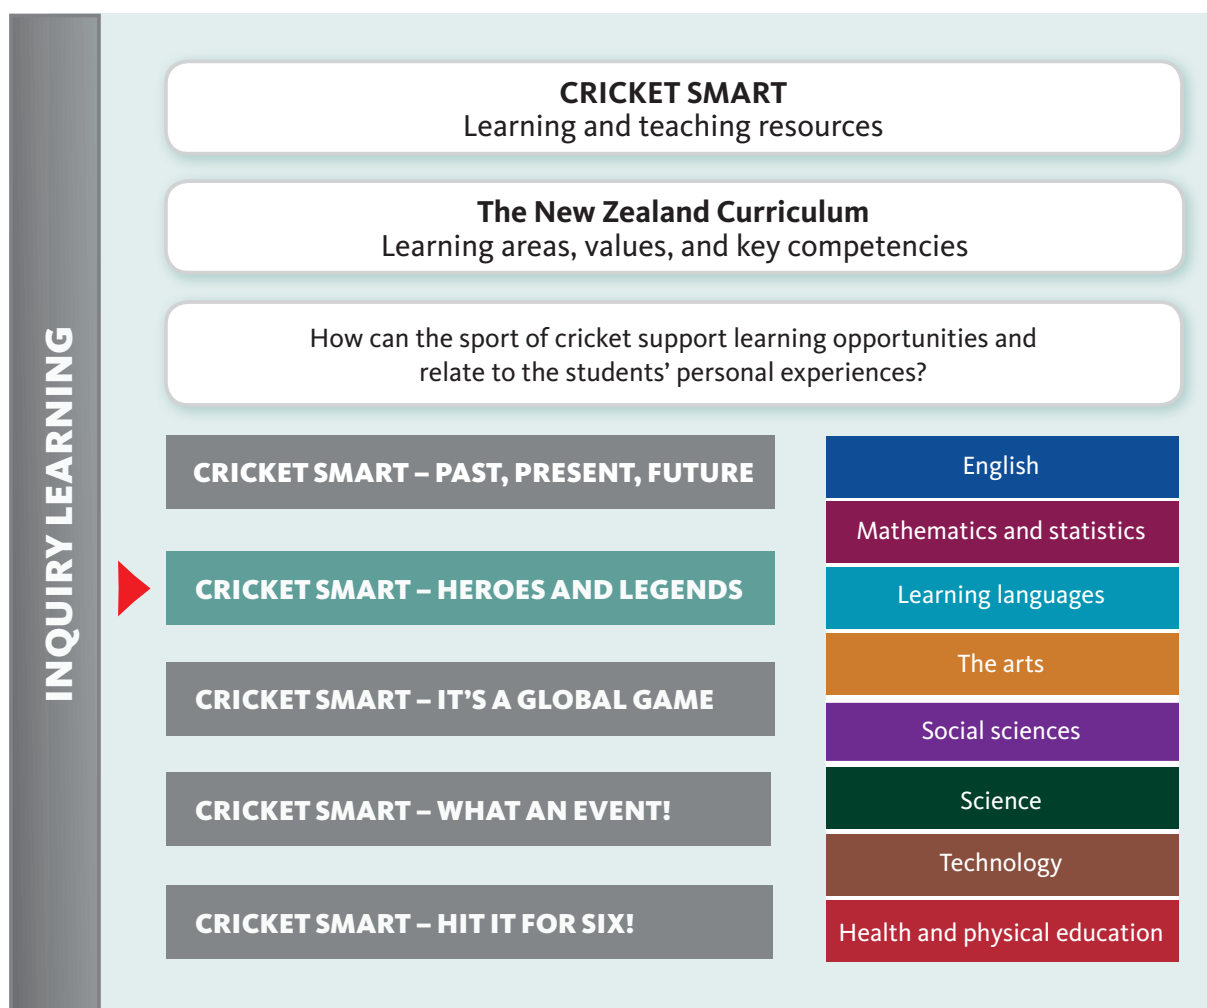 INQUIRY LEARNING
CRICKET SMART
Learning and teaching resources
The New Zealand Curriculum
Learning areas, values, and key competencies
How can the sport of cricket support learning opportunities and
relate to the students’ personal experiences?
CRICKET SMART – PAST, PRESENT, FUTURE
CRICKET SMART – HEROES AND LEGENDS
CRICKET SMART – IT’S A GLOBAL GAME
CRICKET SMART – WHAT AN EVENT!
CRICKET SMART – HIT IT FOR SIX!
English
Mathematics and statistics
Learning languages
The arts
Social sciences
Science
Technology
Health and physical education